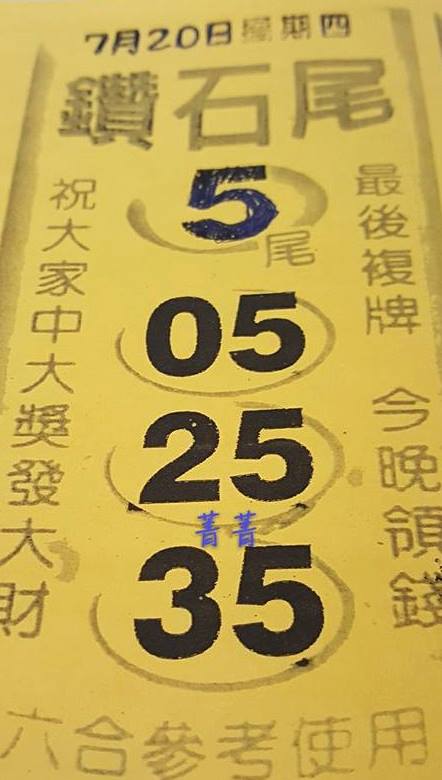 7月20日星期四
鑽石尾
5尾
05
25
菁菁
35
最後複牌 今晚領錢
祝大家中大獎發大財
六合參考使用